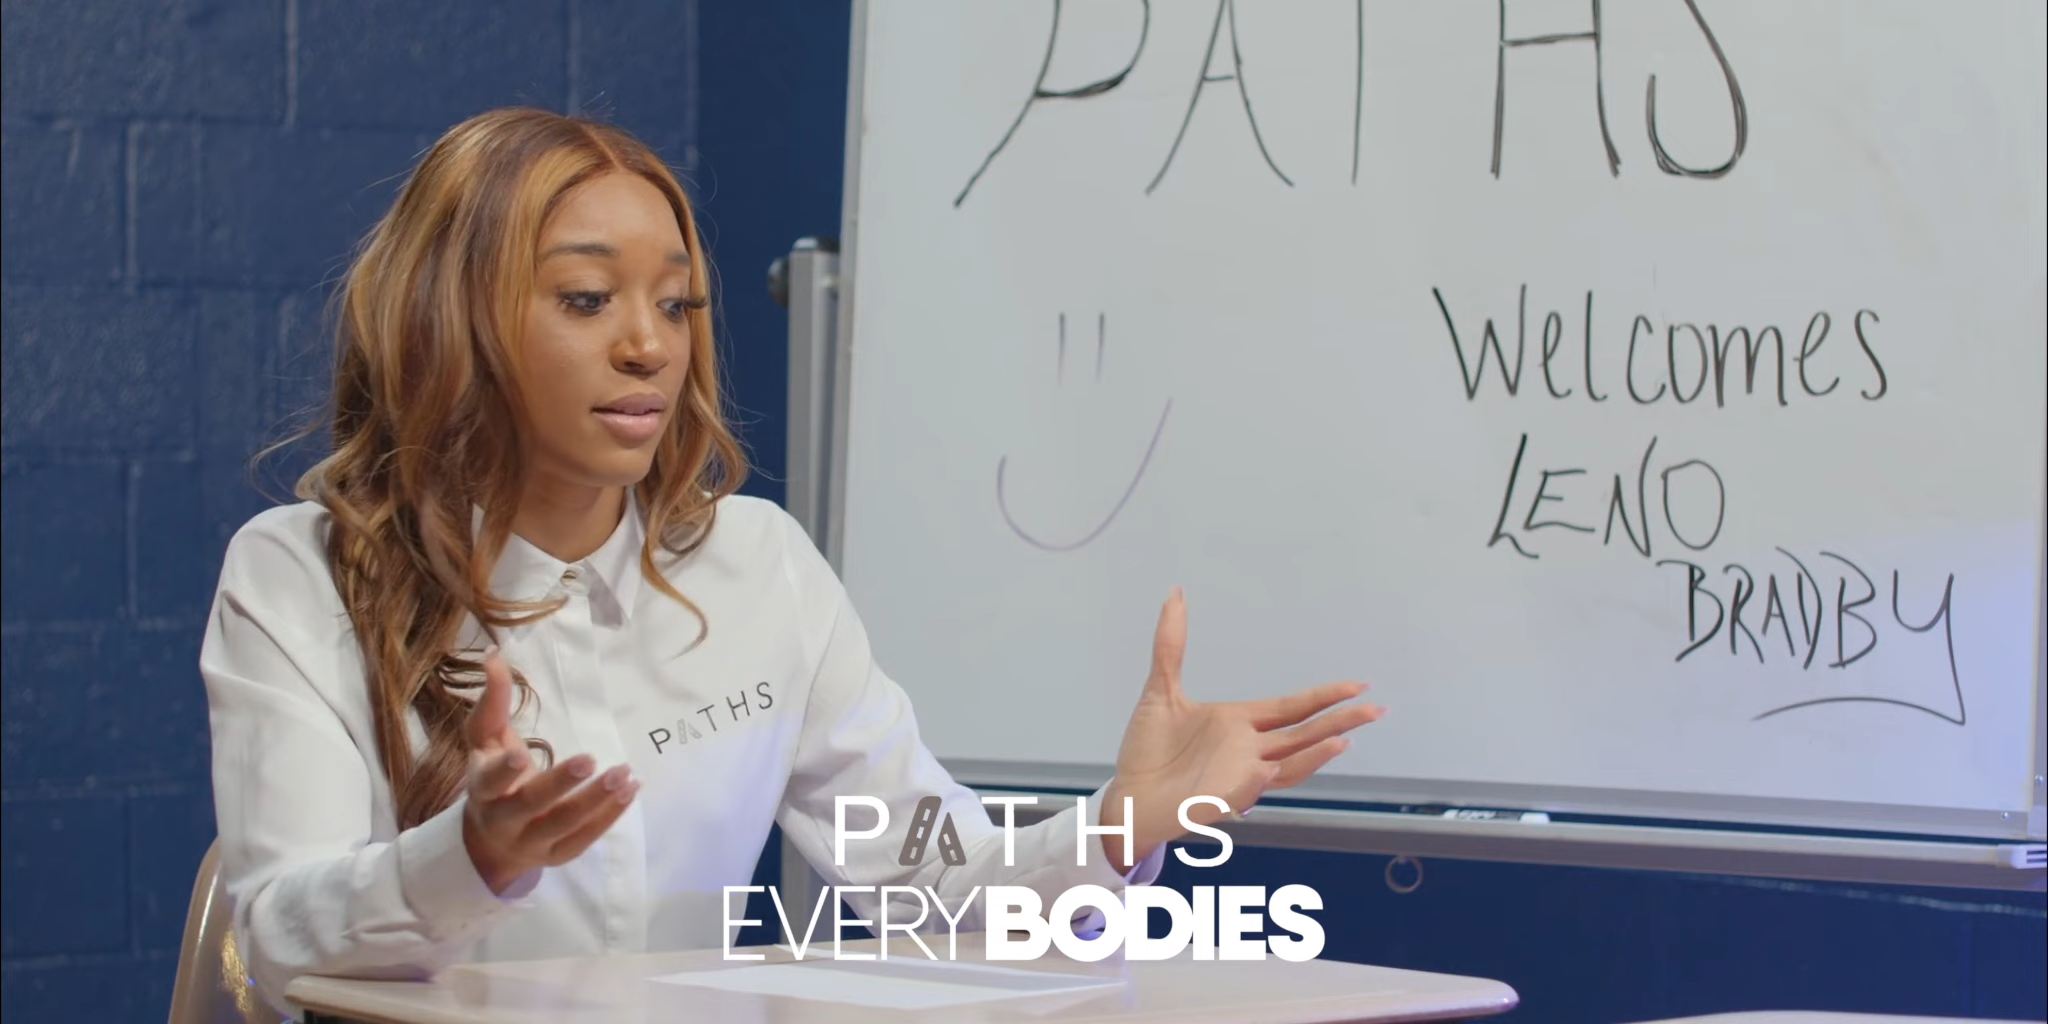 PATHS
Welcomes
LENO
BRADBY
PATHS
PATHS
EVERYBODIES